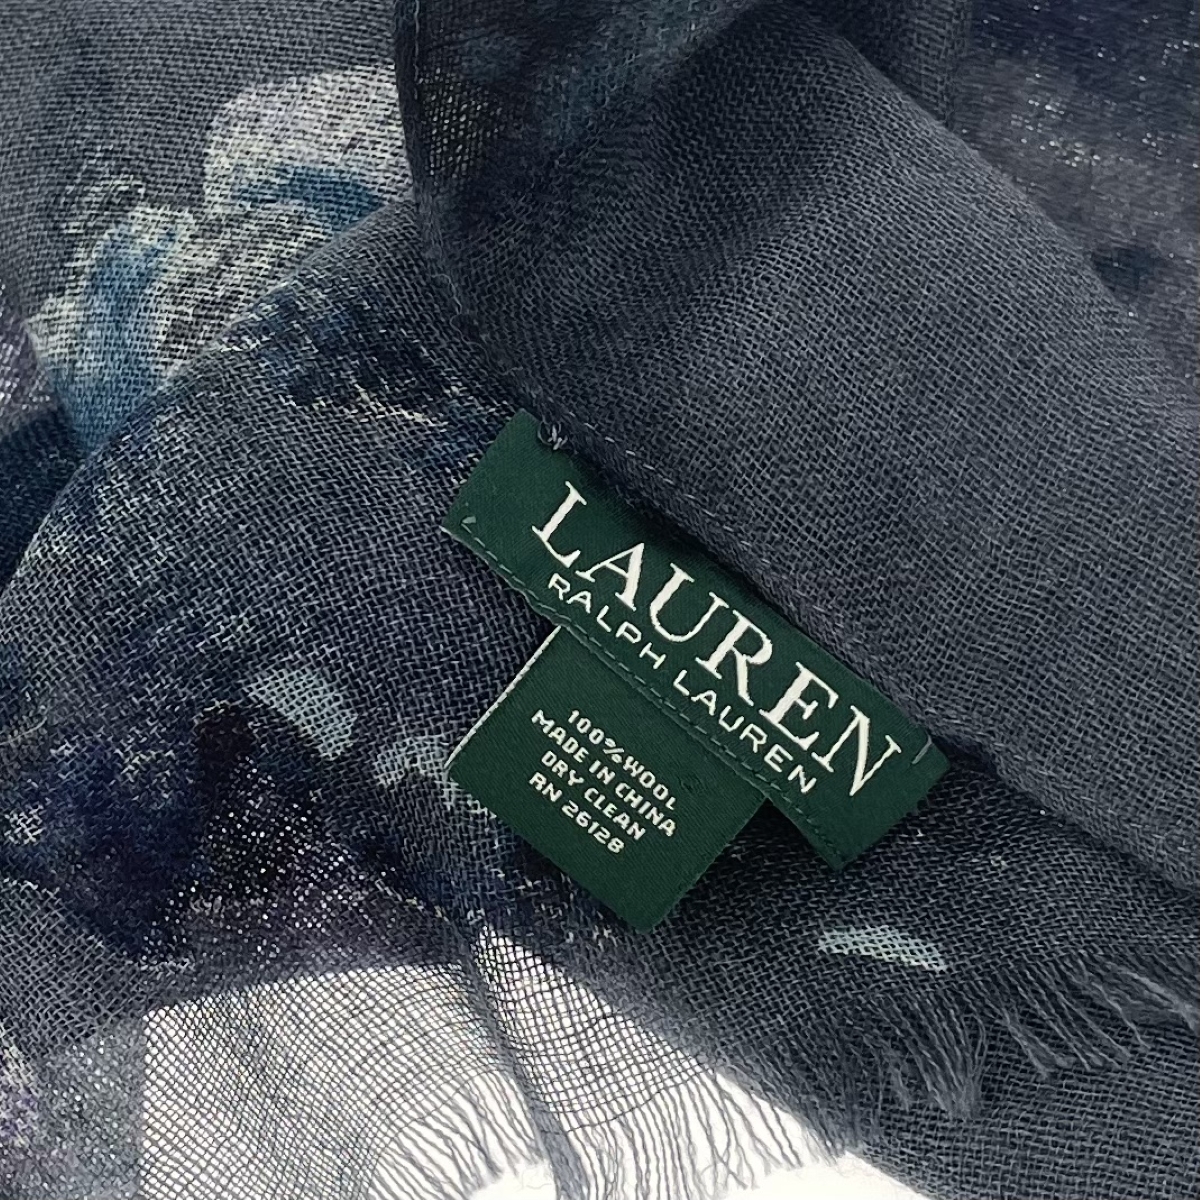 LAUREN
RALPH LAUREN
100% WOOL
MADE IN CHINA
DRY CLEAN
RN 26128